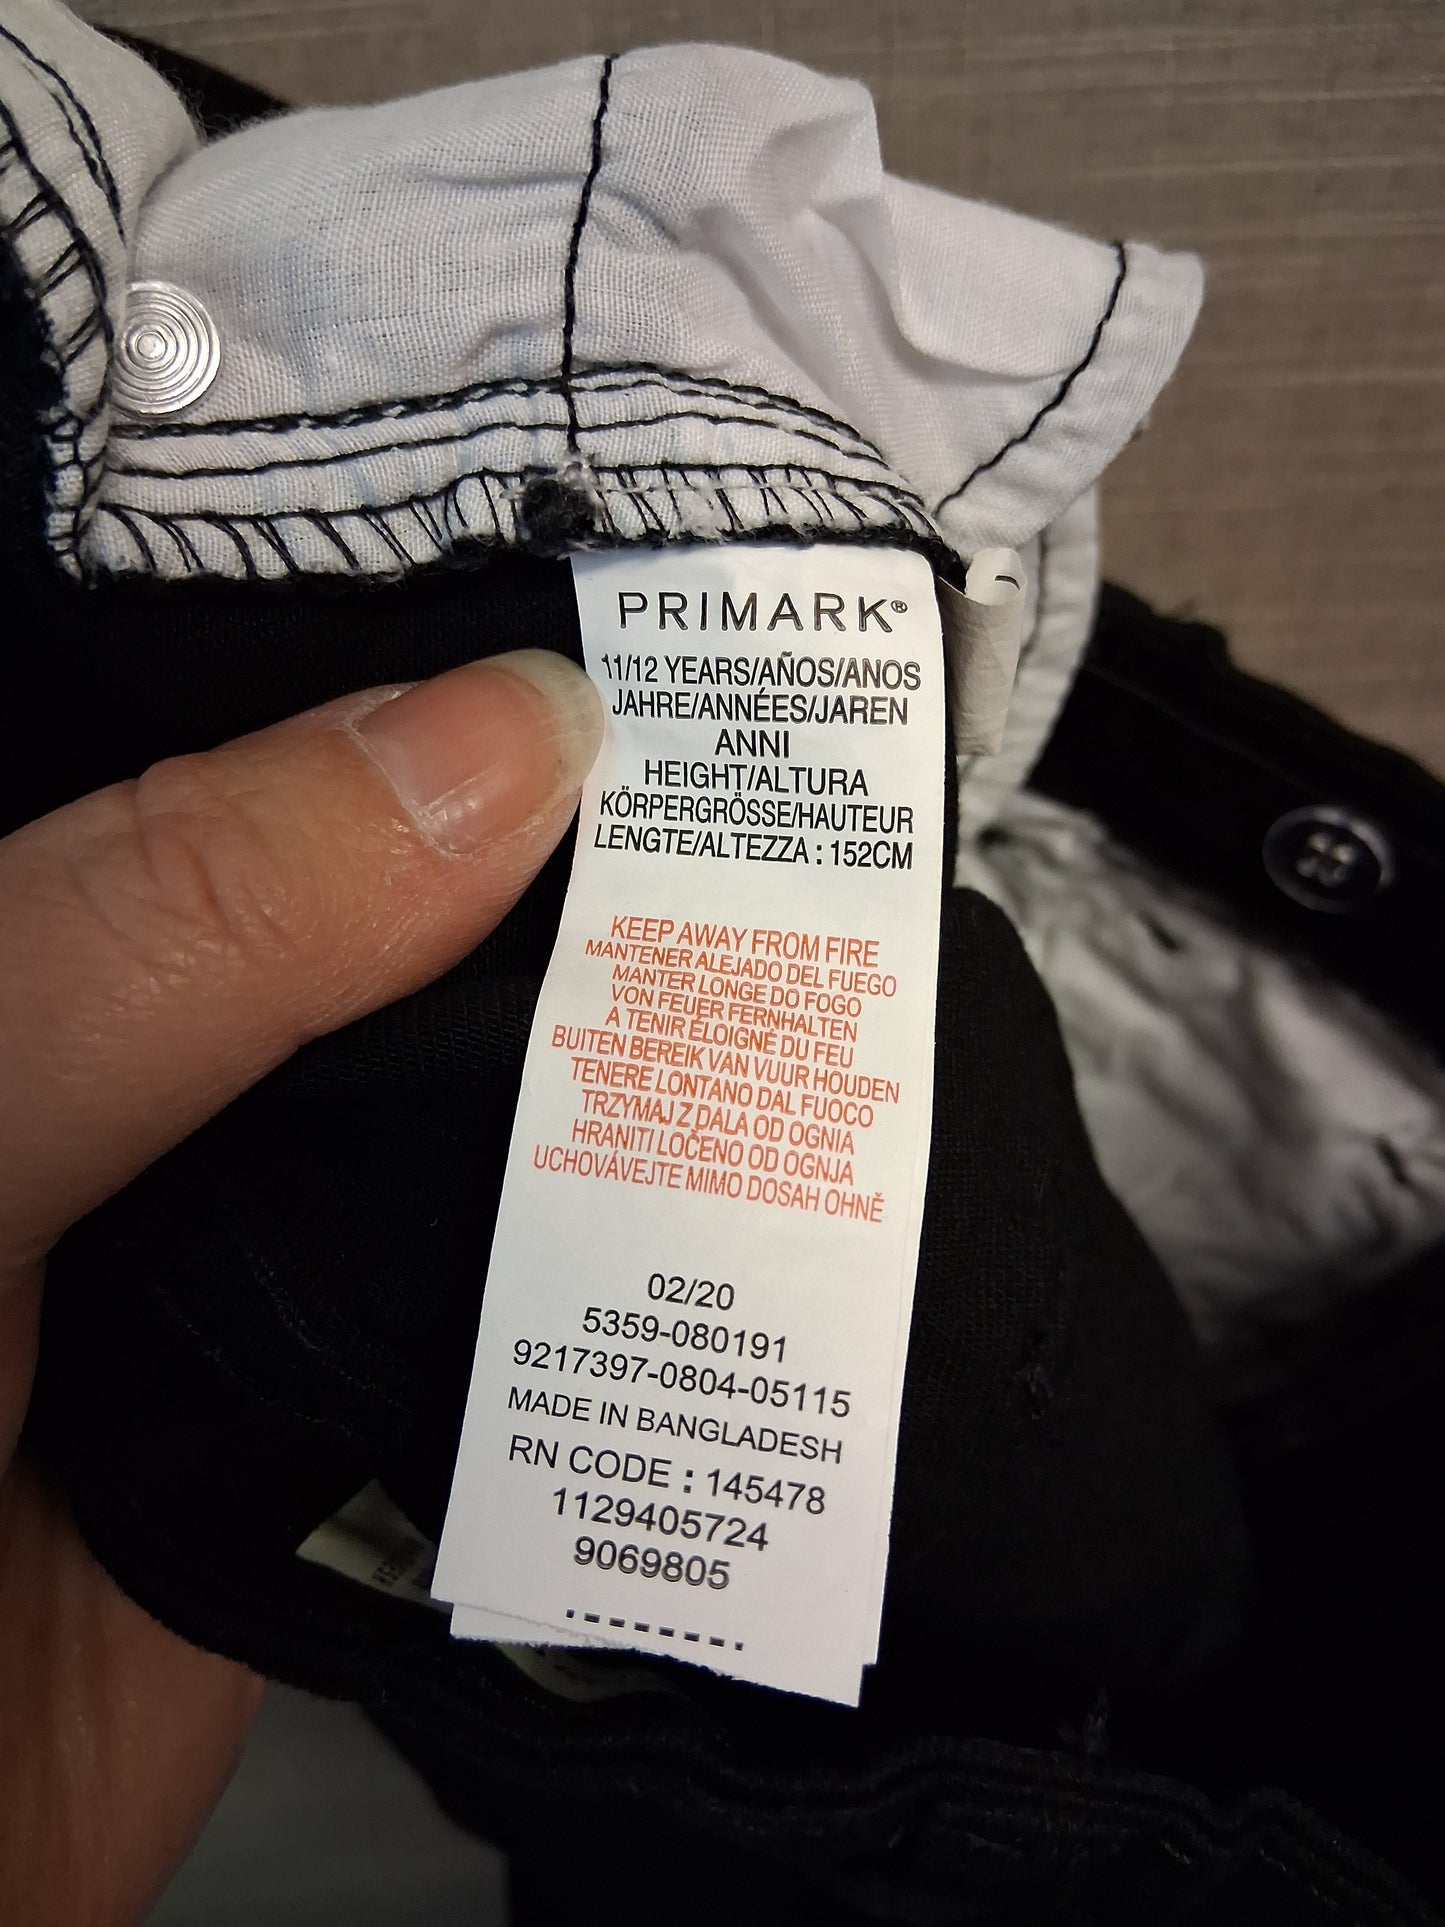 PRIMARK®
11/12 YEARS/AÑOS/ANOS
JAHRE/ANNÉES/JAREN
ANNI
HEIGHT/ALTURA
KÖRPERGRÖSSE/HAUTEUR
LENGTE/ALTEZZA : 152CM
KEEP AWAY FROM FIRE
MANTENER ALEJADO DEL FUEGO
MANTER LONGE DO FOGO
VON FEUER FERNHALTEN
A TENIR ÉLOIGNÉ DU FEU
BUITEN BEREIK VAN VUUR HOUDEN
TENERE LONTANO DAL FUOCO
TRZYMAJ Z DALA OD OGNIA
HRANITI LOČENO OD OGNJA
UCHOVÁVEJTE MIMO DOSAH OHNĚ
02/20
5359-080191
9217397-0804-05115
MADE IN BANGLADESH
RN CODE : 145478
1129405724
9069805